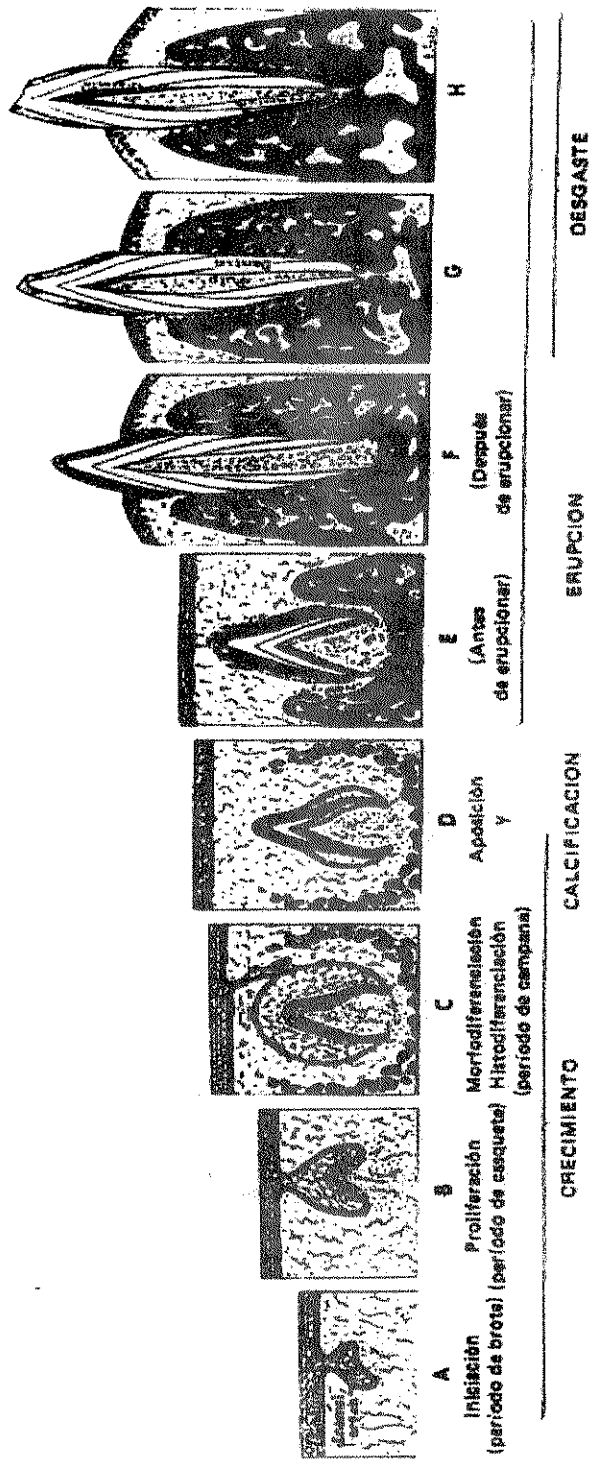 A
Iniciación
(período de brote)
B
Proliferación
(período de casquete)
C
Morfodiferenciación
Histodiferenciación
(período de campana)
D
Aposición
Y
E
(Antes
de erupcionar)
F
(Después
de erupcionar)
G
H
CRECIMIENTO
CALCIFICACION
ERUPCION
DESGASTE